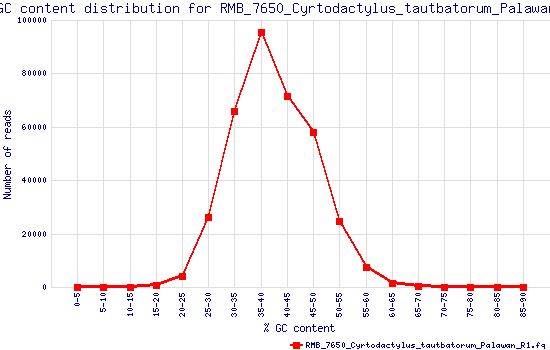 GC content distribution for RMB_7650_Cyrtodactylus_tautbatorum_Palawan
Number of reads
100000
80000
60000
40000
20000
0
0-5 5-10 10-15 15-20 20-25 25-30 30-35 35-40 40-45 45-50 50-55 55-60 60-65 65-70 70-75 75-80 80-85 85-90
% GC content
RMB_7650_Cyrtodactylus_tautbatorum_Palawan_R1.fq